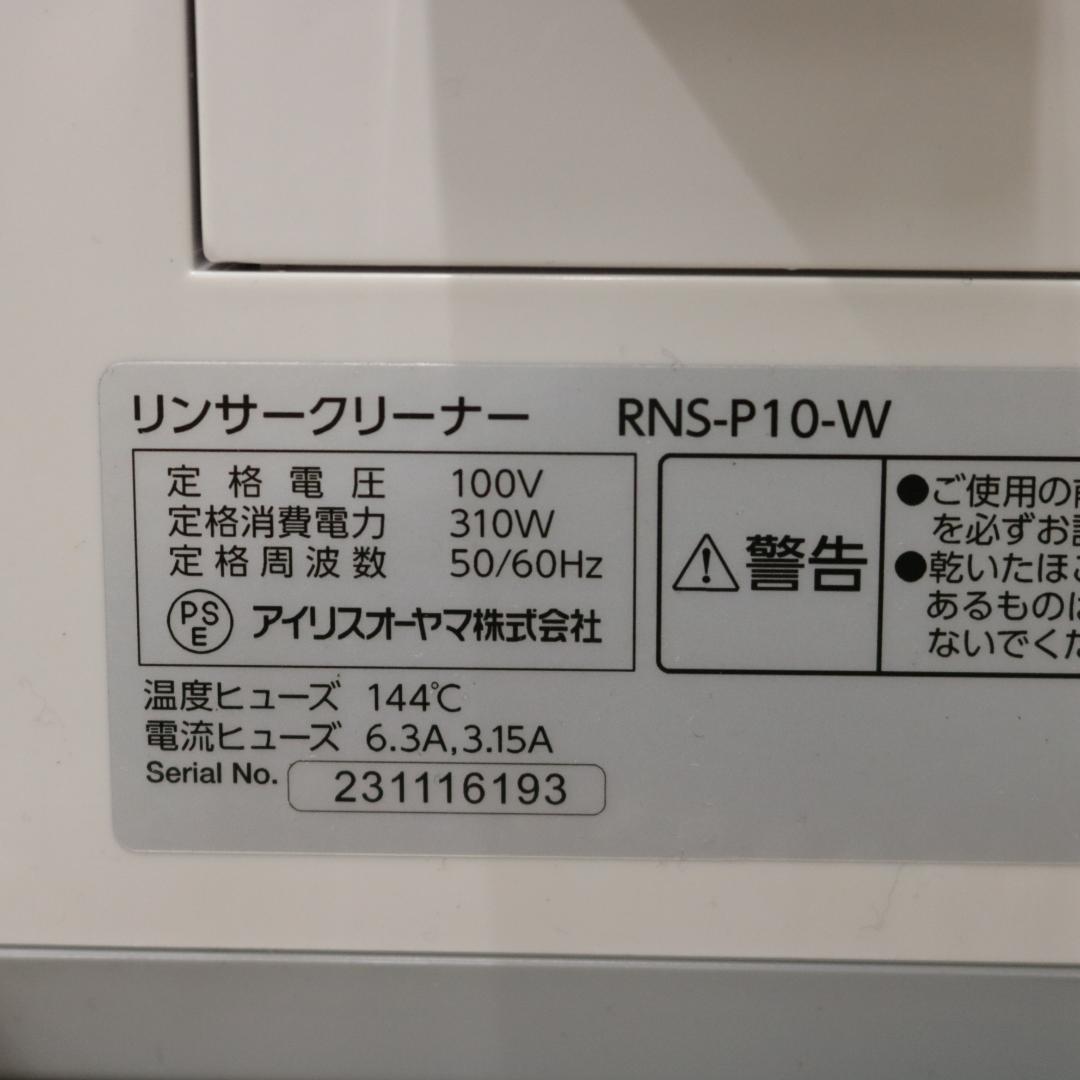 リンサークリーナー RNS-P10-W
定格電圧 100V
定格消費電力 310W
定格周波数 50/60Hz
PSE アイリスオーヤマ株式会社
警告
●ご使用の
を必ずお
●乾いたほ
あるものは
ないでくだ
温度ヒューズ 144℃
電流ヒューズ 6.3A,3.15A
Serial No. 231116193